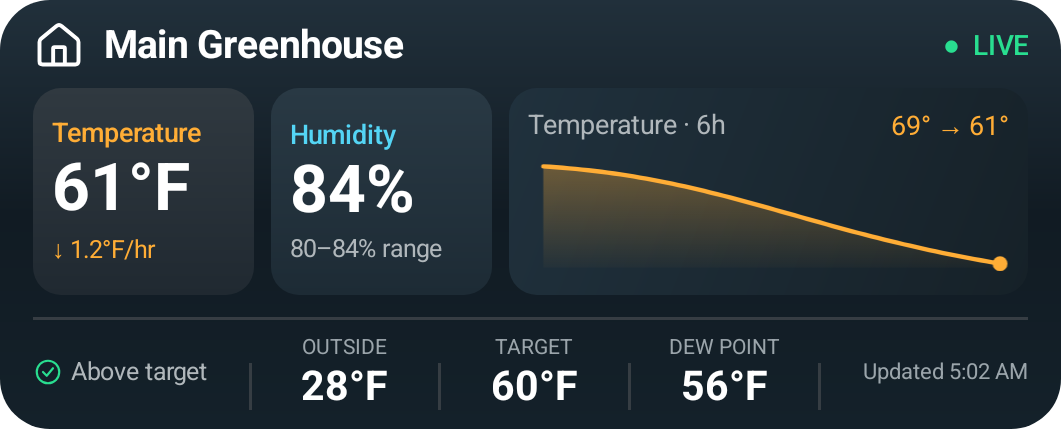 Main Greenhouse
LIVE
Temperature
61°F
↓ 1.2°F/hr
Humidity
84%
80–84% range
Temperature · 6h
69° → 61°
Above target
OUTSIDE
28°F
TARGET
60°F
DEW POINT
56°F
Updated 5:02 AM